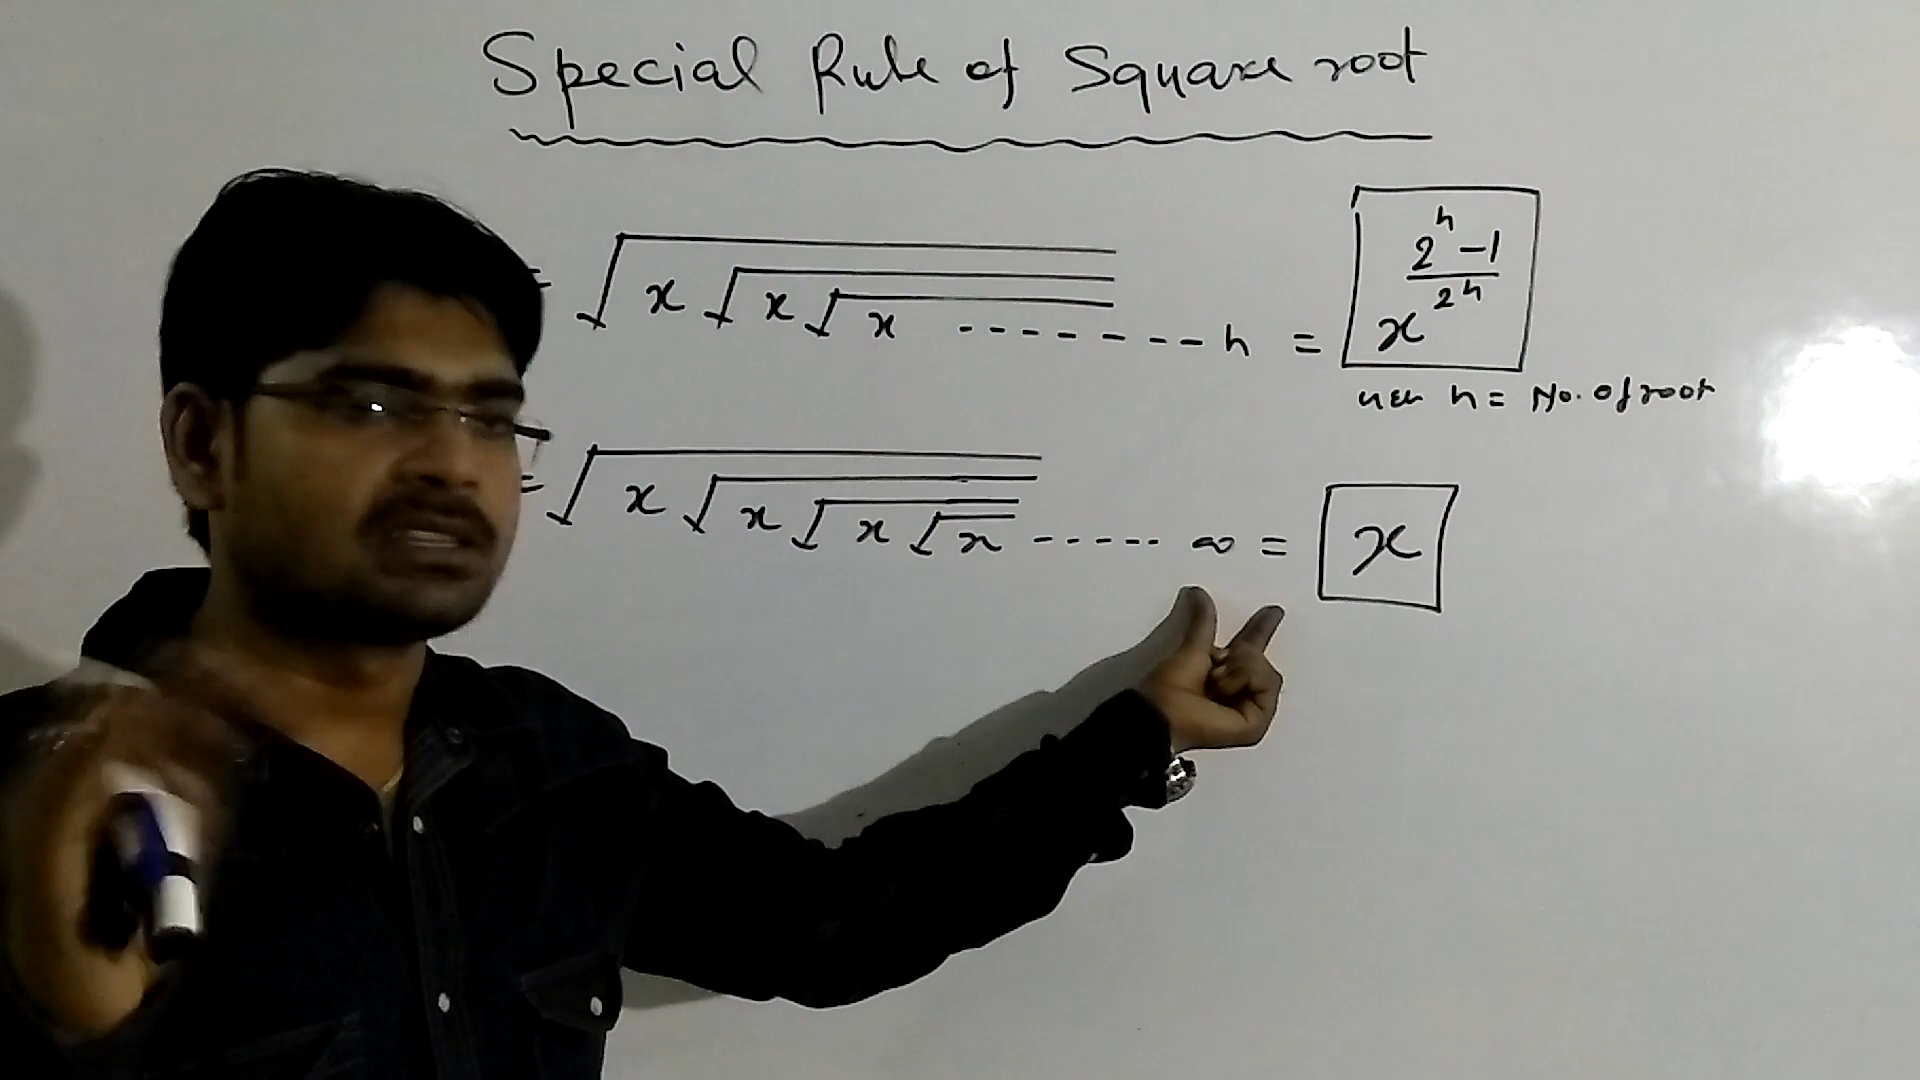 Special Rule of Square root
= √x√x√x -------- n = x^(2^n-1)/2^n
n = No. of root
= √x√x√x√x ------ ∞ = x